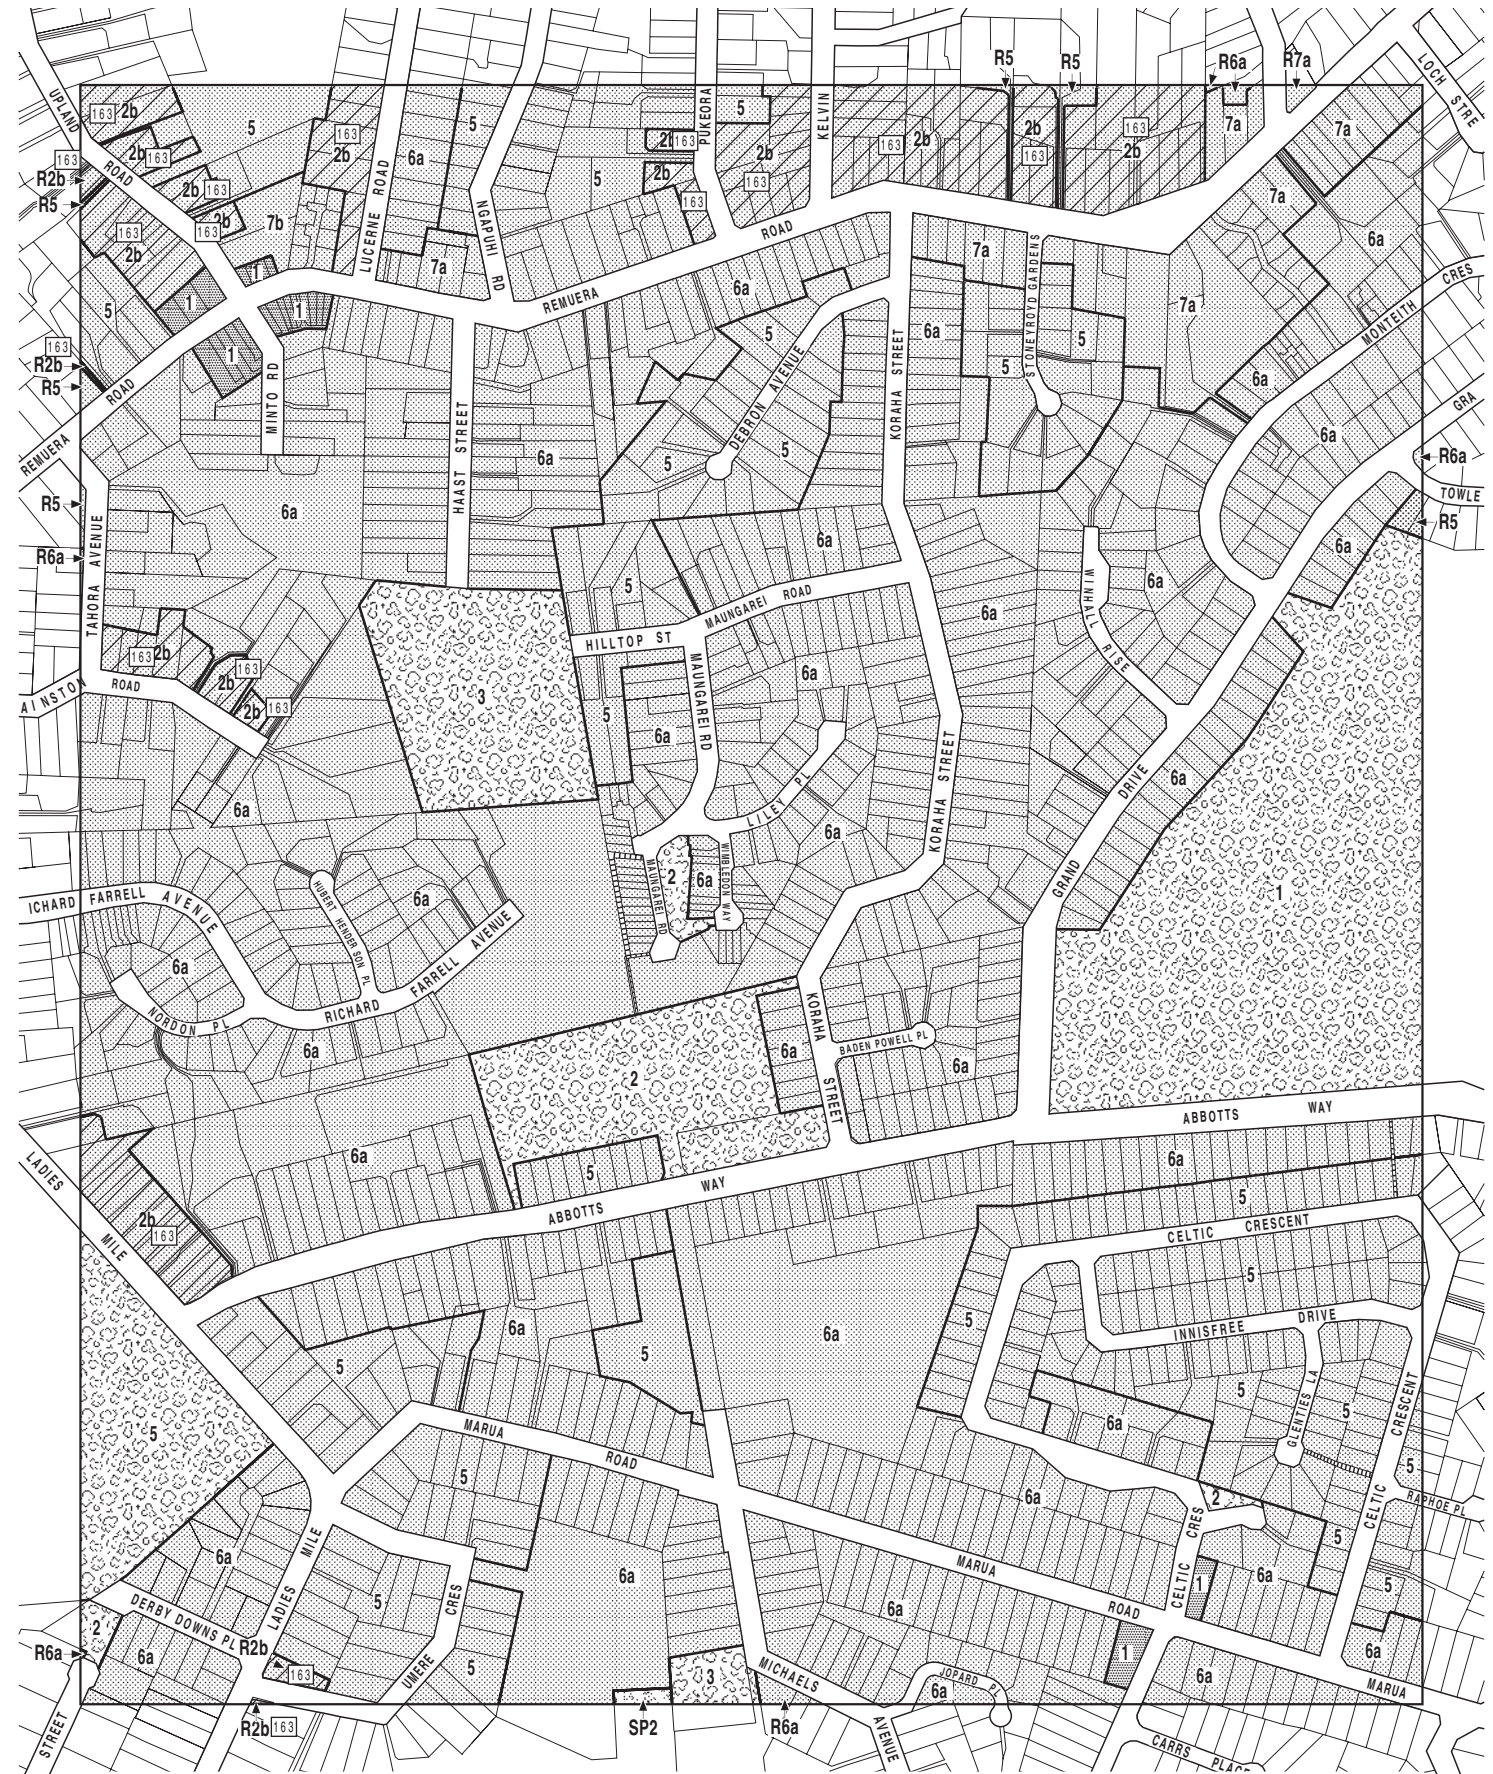 R5
R5
R6a
R7a
LOCH STRE
UPLAND
ROAD
163
2b
5
163
2b
LUCERNE ROAD
6a
5
NGAPUHI RD
PUKEORA
5
KELVIN
2b
163
2b
163
2b
163
2b
7a
7a
163
2b
163
R2b
R5
2b
163
2b
163
163
2b
7b
5
2b
163
163
2b
163
7a
6a
7a
REMUERA
ROAD
6a
7a
STONEYROYD GARDENS
7a
6a
MONTEITH
CRES
1
1
1
1
5
163
R2b
R5
ROAD
REMUERA
MINTO RD
HAAST STREET
5
DEBRON AVENUE
5
5
KORAHA STREET
6a
5
5
6a
6a
GRA
R6a
TOWLE
R5
R5
R6a
TAHORA AVENUE
6a
6a
6a
5
6a
6a
6a
WINHALL RISE
HILLTOP ST
MAUNGAREI ROAD
MAUNGAREI RD
163
2b
2b
163
2b
163
AINSTON
ROAD
3
5
6a
6a
KORAHA STREET
GRAND DRIVE
6a
LILEY PL
6a
6a
2
6a
MAUNGAREI RD
WIMBLEDON WAY
1
ICHARD FARRELL AVENUE
HUBERT HENDERSON PL
6a
6a
NORDON PL
RICHARD FARRELL AVENUE
6a
2
6a
KORAHA
STREET
BADEN POWELL PL
6a
ABBOTTS WAY
6a
LADIES
MILE
2b
163
6a
5
ABBOTTS
WAY
5
CELTIC CRESCENT
5
5
INNISFREE DRIVE
5
6a
6a
5
5
5
MARUA
ROAD
6a
5
GLENTIES LA
5
CELTIC CRESCENT
5
RAPHOE PL
2
6a
5
6a
LADIES MILE
5
UMERE CRES
5
6a
6a
MARUA
ROAD
CELTIC CRES
1
6a
5
5
1
6a
6a
MARUA
DERBY DOWNS PL
2
R6a
6a
R2b
163
R2b
163
STREET
3
SP2
R6a
MICHAELS
AVENUE
JOPARD PL
6a
CARRS PLACE